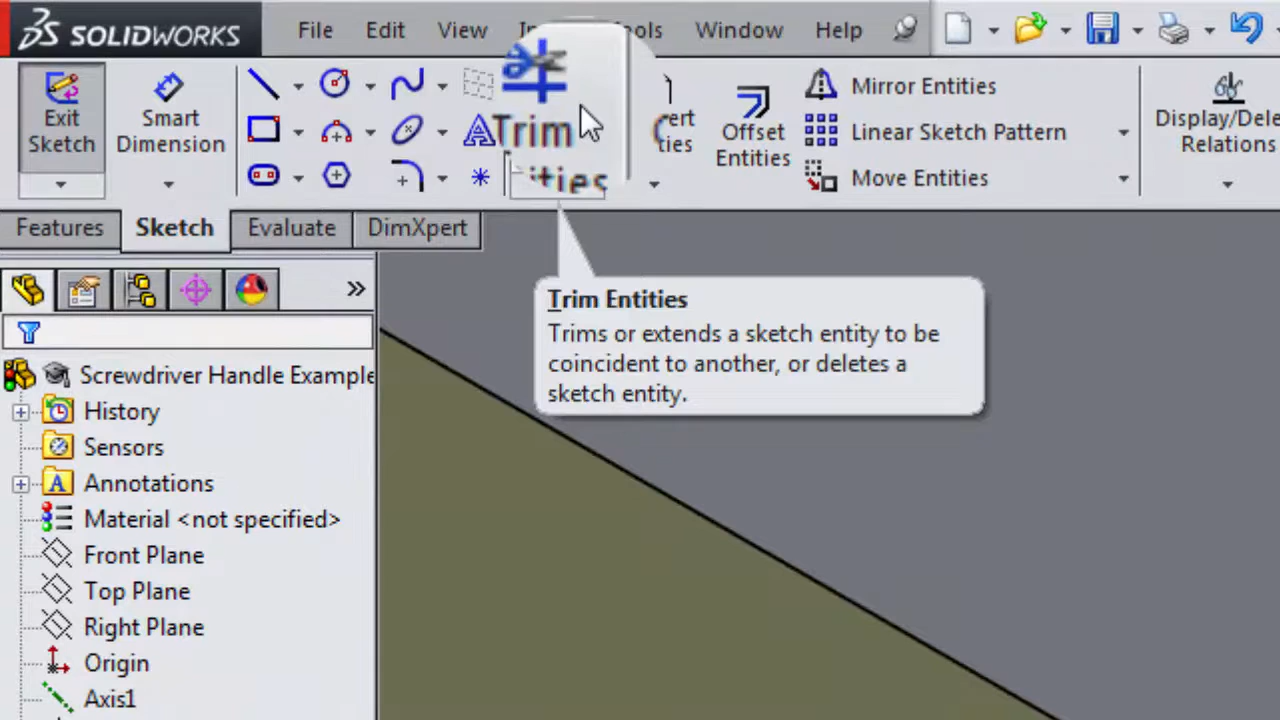 SOLIDWORKS
File Edit View Window Help
Exit Sketch
Smart Dimension
Trim
Offset Entities
Mirror Entities
Linear Sketch Pattern
Move Entities
Relations
Features Sketch Evaluate DimXpert
Trim Entities
Trims or extends a sketch entity to be
coincident to another, or deletes a
sketch entity.
Screwdriver Handle Example
History
Sensors
Annotations
Material <not specified>
Front Plane
Top Plane
Right Plane
Origin
Axis1